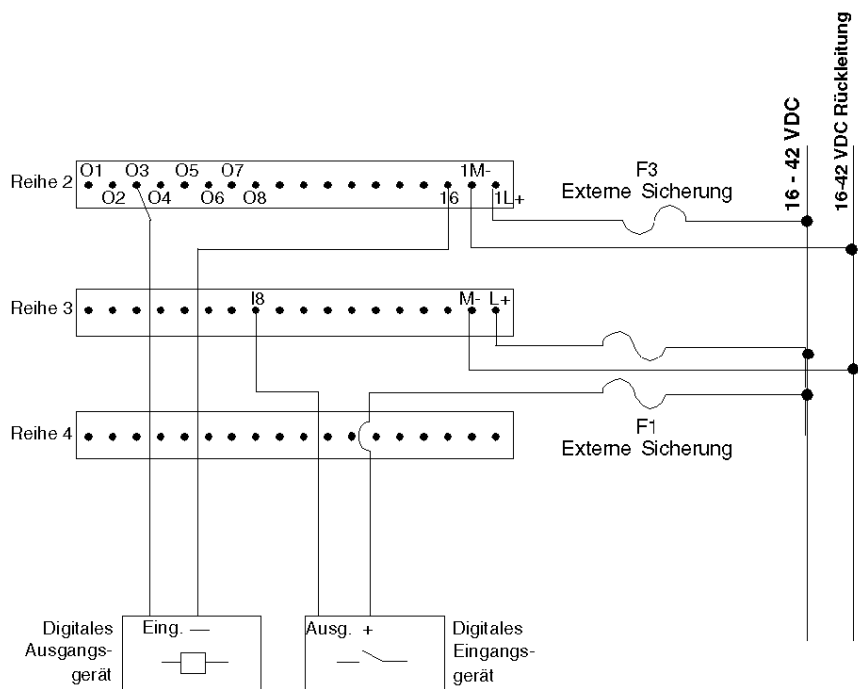 16 - 42 VDC
16-42 VDC Rückleitung
O1 O3 O5 O7 1M-
Reihe 2
O2 O4 O6 O8 16 1L+
F3
Externe Sicherung
I8 M- L+
Reihe 3
Reihe 4
F1
Externe Sicherung
Digitales
Ausgangs-
gerät
Eing. —
Ausg. +
Digitales
Eingangs-
gerät